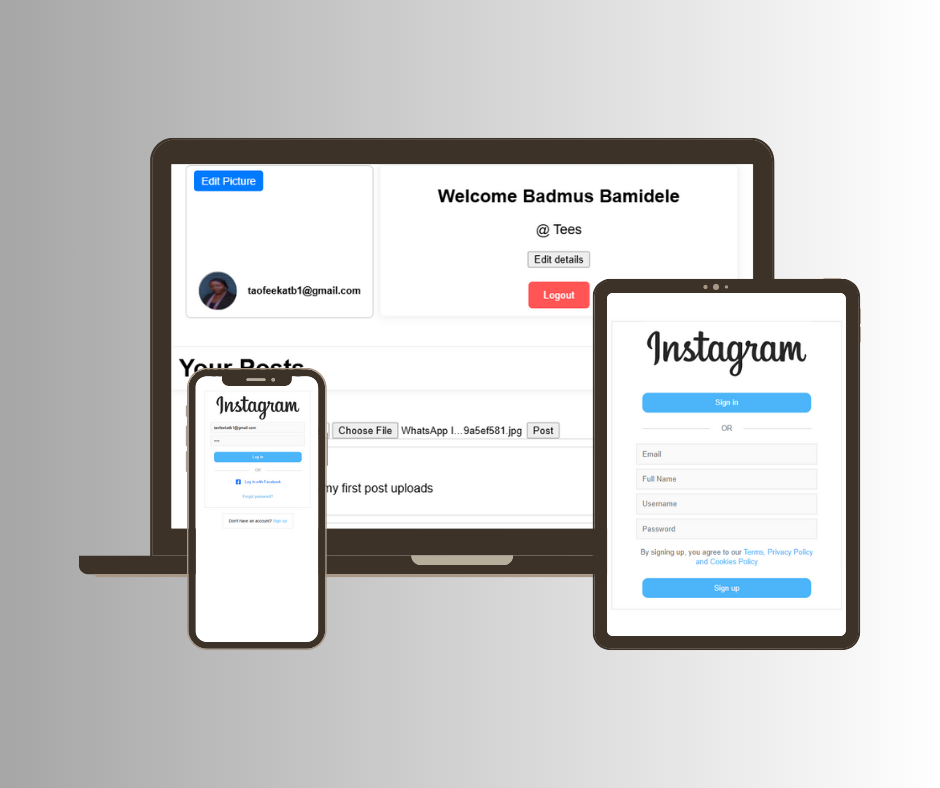 Edit Picture
taofeekatb1@gmail.com
Welcome Badmus Bamidele
@ Tees
Edit details
Logout
Your Posts
Choose File WhatsApp I...9a5ef581.jpg Post
my first post uploads
Instagram
taofeekatb1@gmail.com
••••
Log in
OR
Log in with Facebook
Forgot password?
Don't have an account? Sign up
Instagram
Sign in
OR
Email
Full Name
Username
Password
By signing up, you agree to our Terms, Privacy Policy
and Cookies Policy
Sign up